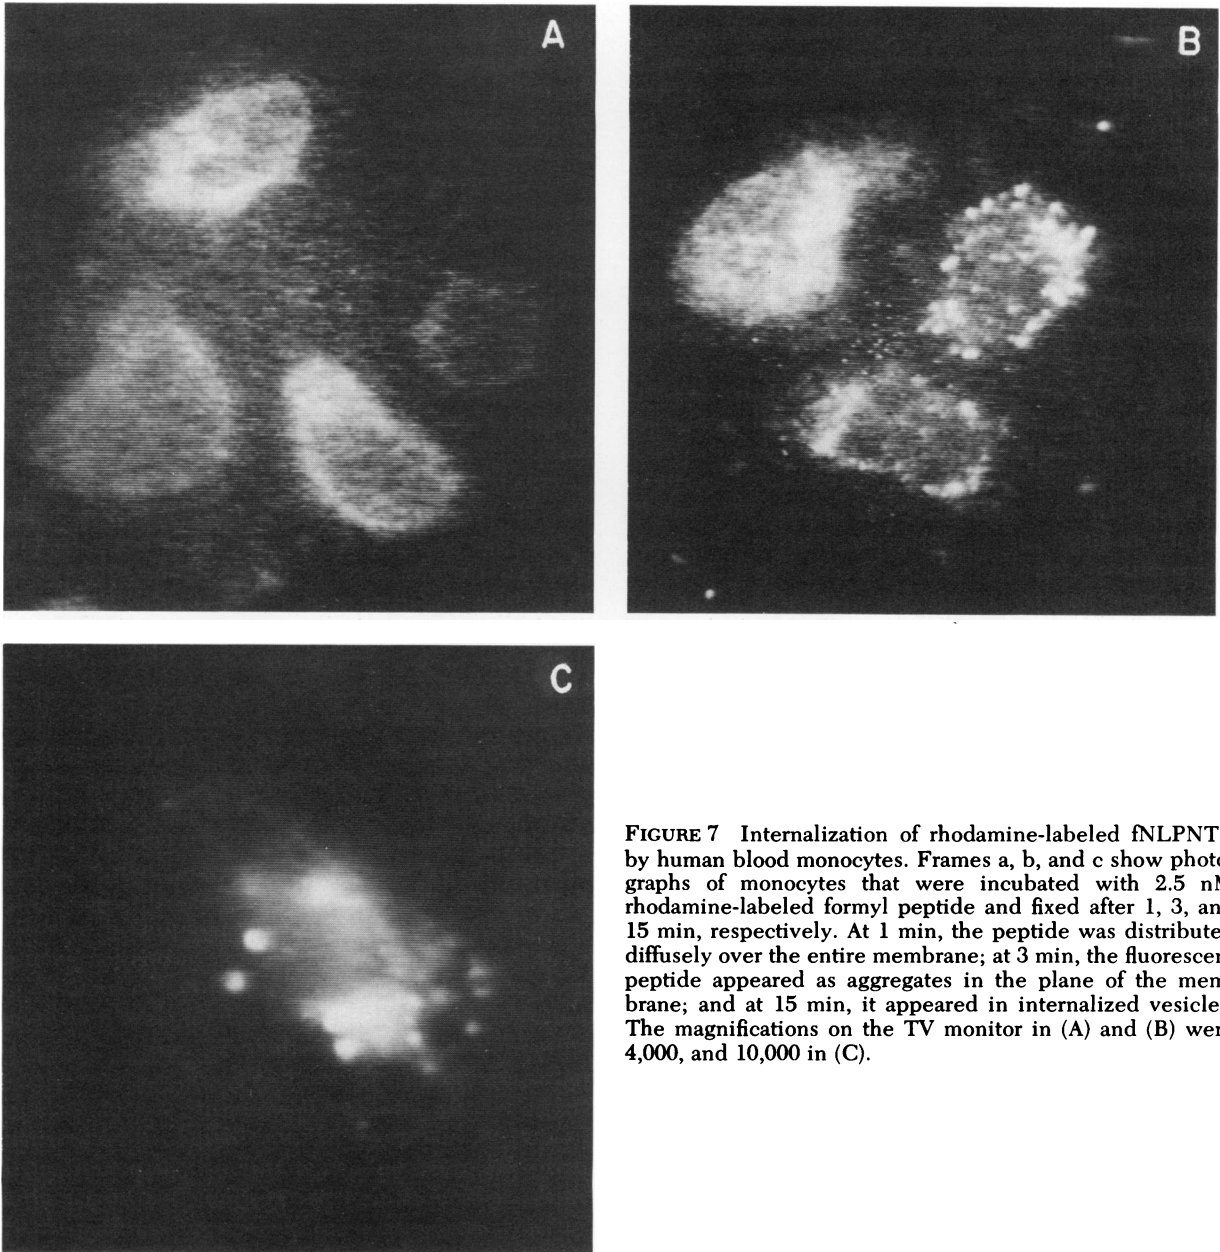 A
B
C
FIGURE 7 Internalization of rhodamine-labeled fNLPNT
by human blood monocytes. Frames a, b, and c show photo
graphs of monocytes that were incubated with 2.5 nM
rhodamine-labeled formyl peptide and fixed after 1, 3, an
15 min, respectively. At 1 min, the peptide was distribute
diffusely over the entire membrane; at 3 min, the fluorescen
peptide appeared as aggregates in the plane of the mem
brane; and at 15 min, it appeared in internalized vesicle
The magnifications on the TV monitor in (A) and (B) wer
4,000, and 10,000 in (C).